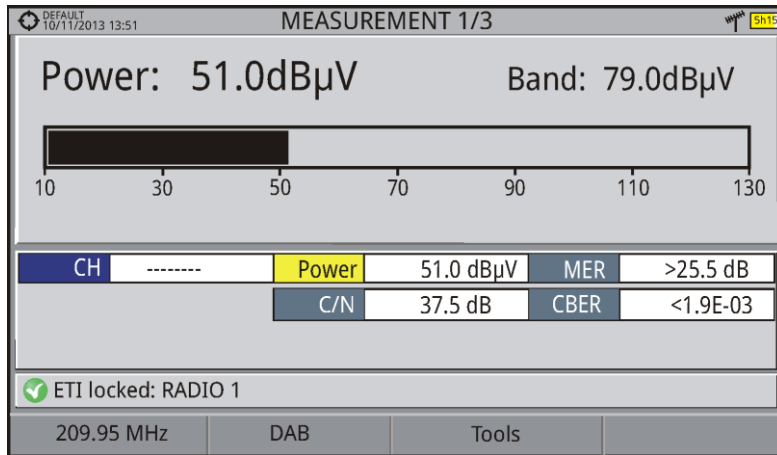 DEFAULT
10/11/2013 13:51
MEASUREMENT 1/3
5h15
Power: 51.0dBµV
Band: 79.0dBµV
10 30 50 70 90 110 130
CH -------- Power 51.0 dBµV MER >25.5 dB
C/N 37.5 dB CBER <1.9E-03
ETI locked: RADIO 1
209.95 MHz DAB Tools